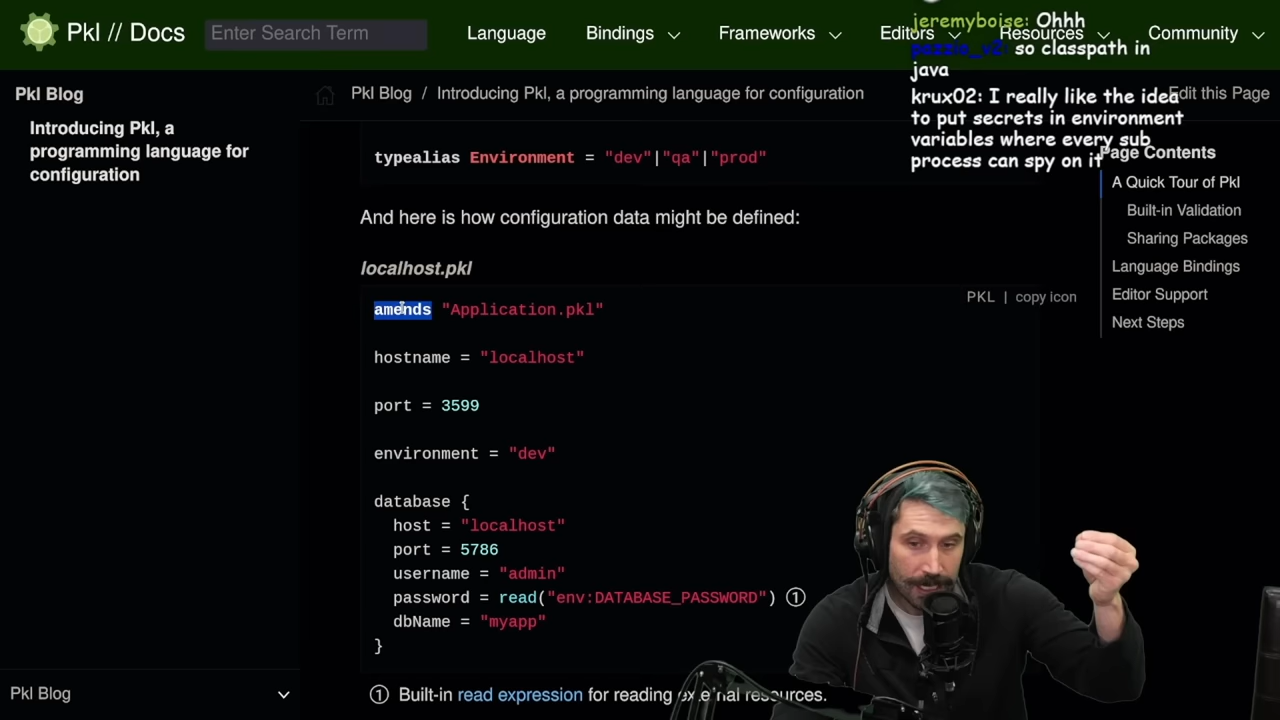 Pkl // Docs
Enter Search Term
Language
Bindings
Frameworks
Editors
Resources
Community
jeremyboise: Ohhh
pazziu_v2: so classpath in
java
krux02: I really like the idea
to put secrets in environment
variables where every sub
process can spy on it
Pkl Blog
Introducing Pkl, a
programming language for
configuration
Pkl Blog / Introducing Pkl, a programming language for configuration
Edit this Page
typealias Environment = "dev"|"qa"|"prod"
And here is how configuration data might be defined:
localhost.pkl
PKL | copy icon
amends "Application.pkl"
hostname = "localhost"
port = 3599
environment = "dev"
database {
host = "localhost"
port = 5786
username = "admin"
password = read("env:DATABASE_PASSWORD") ①
dbName = "myapp"
}
① Built-in read expression for reading external resources.
Page Contents
A Quick Tour of Pkl
Built-in Validation
Sharing Packages
Language Bindings
Editor Support
Next Steps
Pkl Blog